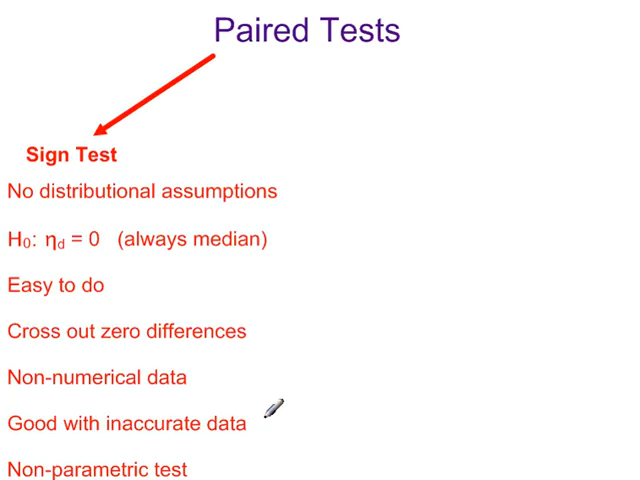 Paired Tests
Sign Test
No distributional assumptions
H₀: η_d = 0 (always median)
Easy to do
Cross out zero differences
Non-numerical data
Good with inaccurate data
Non-parametric test